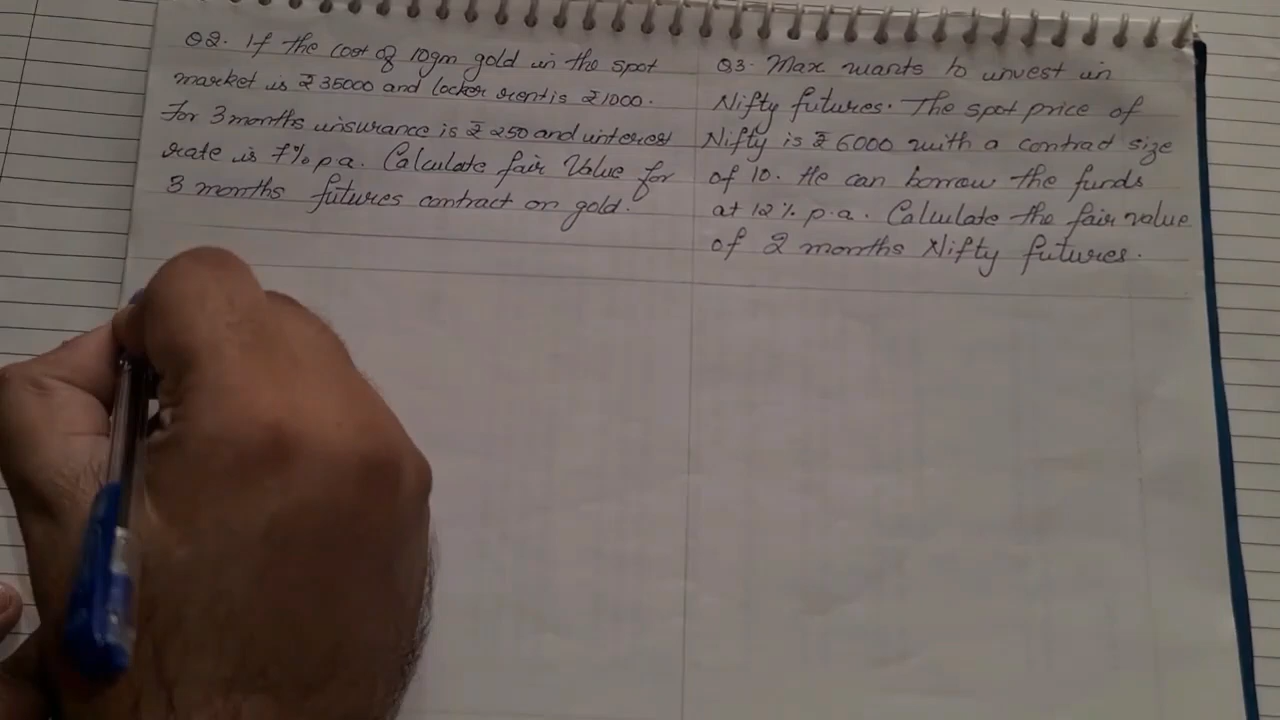 Q2. If the cost of 10gm gold in the spot
market is ₹35000 and locker rent is ₹1000.
For 3 months insurance is ₹250 and interest
rate is 7% p.a. Calculate fair Value for
3 months futures contract on gold.
Q3. Max wants to invest in
Nifty futures. The spot price of
Nifty is ₹6000 with a contract size
of 10. He can borrow the funds
at 12% p.a. Calculate the fair value
of 2 months Nifty futures.